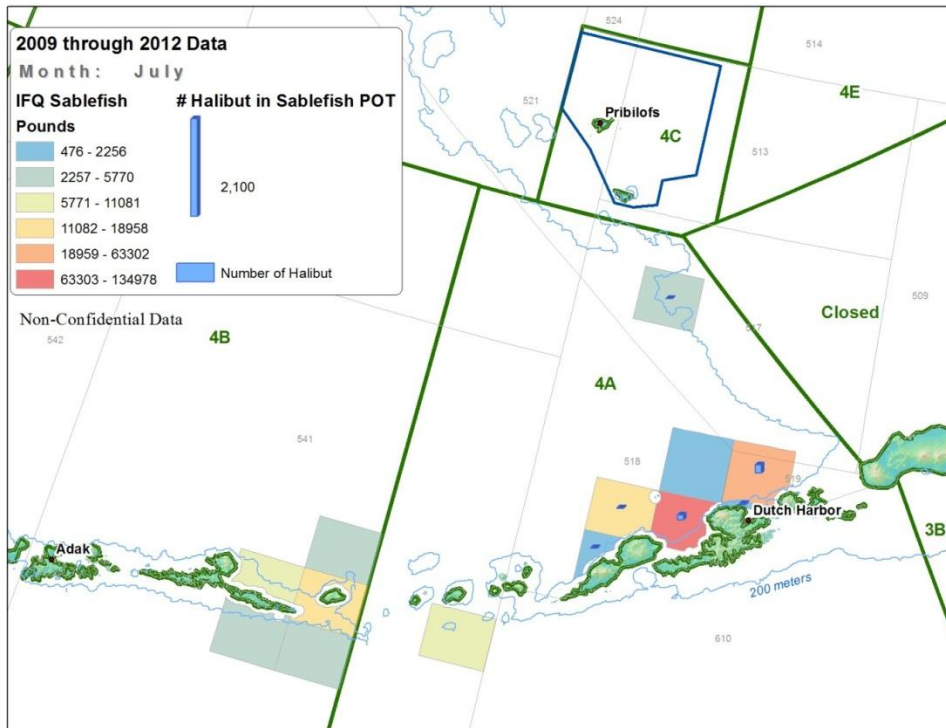 2009 through 2012 Data
Month: July
IFQ Sablefish
Pounds
476 - 2256
2257 - 5770
5771 - 11081
11082 - 18958
18959 - 63302
63303 - 134978
# Halibut in Sablefish POT
2,100
Number of Halibut
Non-Confidential Data
524
514
4E
521
Pribilofs
4C
513
509
Closed
517
542
4B
4A
541
518
519
Dutch Harbor
3B
Adak
200 meters
610